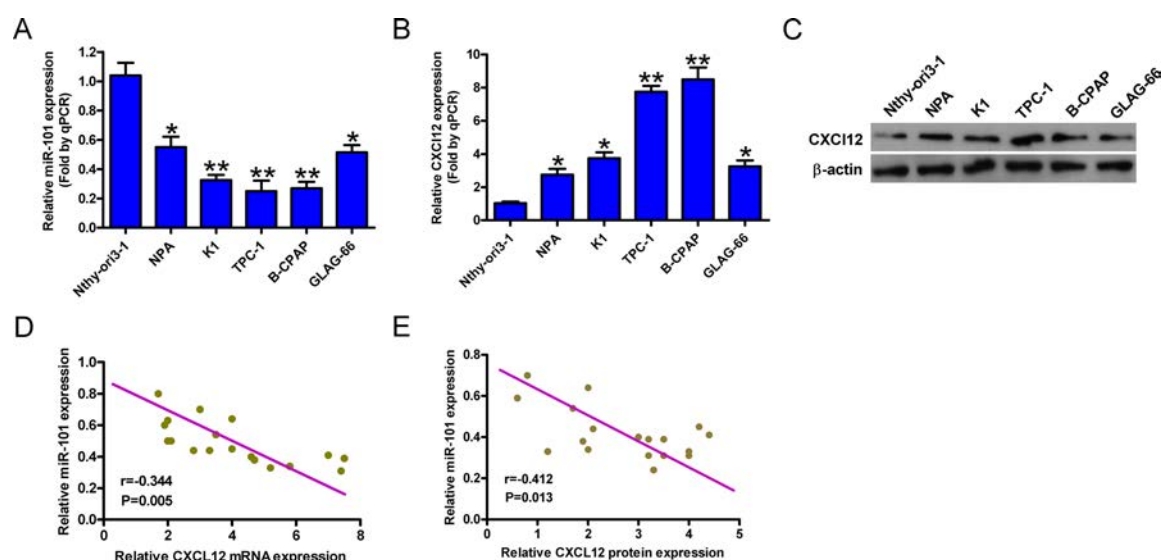 A
Relative miR-101 expression
(Fold by qPCR)
1.2
1.0
0.8
0.6
0.4
0.2
0.0
*
**
**
**
*
Nthy-ori3-1
NPA
K1
TPC-1
B-CPAP
GLAG-66
B
Relative CXCl12 expression
(Fold by qPCR)
10
8
6
4
2
0
*
*
**
**
*
Nthy-ori3-1
NPA
K1
TPC-1
B-CPAP
GLAG-66
C
Nthy-ori3-1
NPA
K1
TPC-1
B-CPAP
GLAG-66
CXCl12
β-actin
D
Relative miR-101 expression
1.0
0.8
0.6
0.4
0.2
0.0
r=-0.344
P=0.005
0
2
4
6
8
Relative CXCL12 mRNA expression
E
Relative miR-101 expression
0.8
0.6
0.4
0.2
0.0
r=-0.412
P=0.013
0
1
2
3
4
5
Relative CXCL12 protein expression